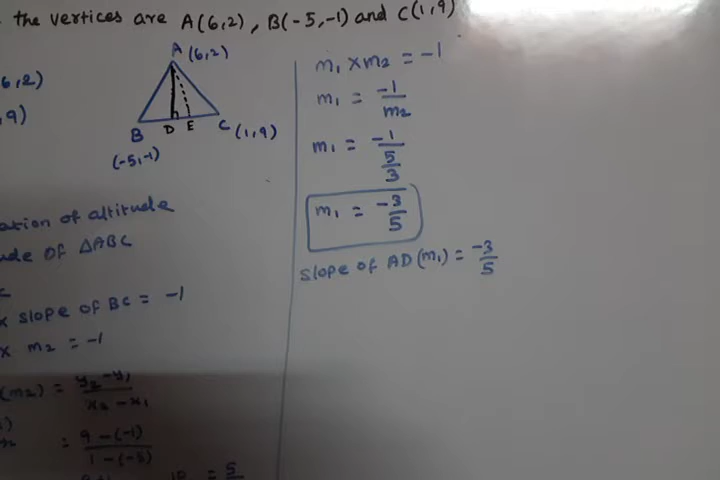 the vertices are A(6,2), B(-5,-1) and C(1,9)
6,2)
,9)
A (6,2)
B
D
E
C (1,9)
(-5,-1)
ation of altitude
ude of △ABC
x slope of BC = -1
x m₂ = -1
(m₂) = y₂-y₁ / x₂-x₁
= 9-(-1) / 1-(-5)
= 5
m₁ × m₂ = -1
m₁ = -1 / m₂
m₁ = -1 / 5/3
m₁ = -3/5
slope of AD (m₁) = -3/5